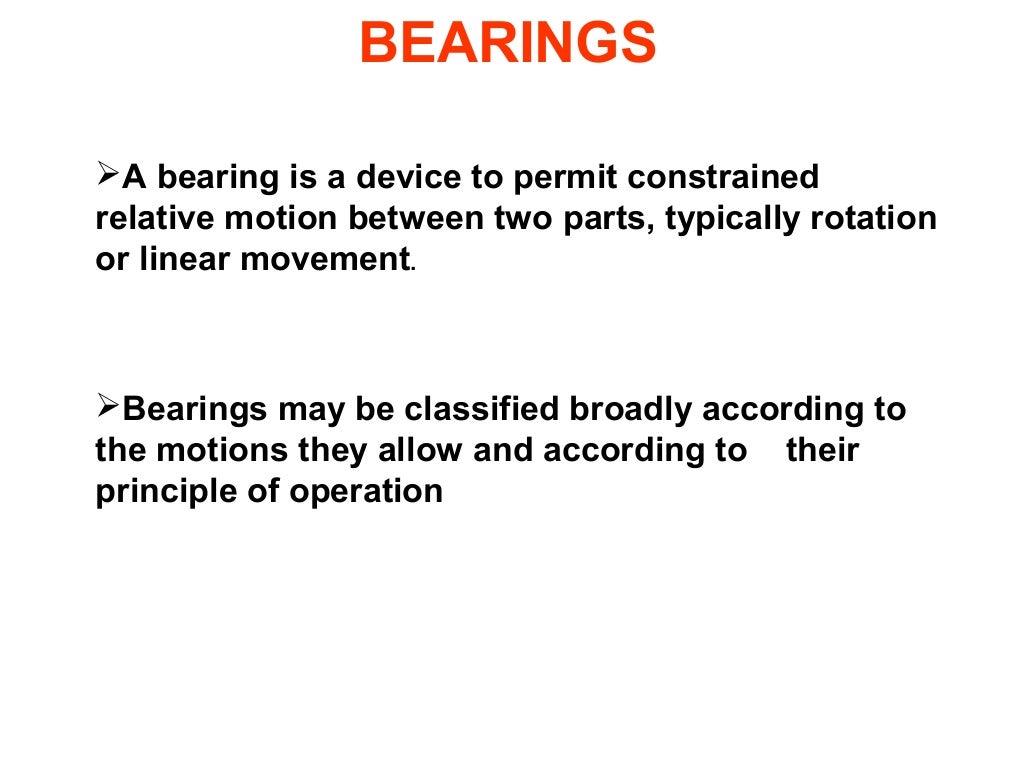 BEARINGS
➢A bearing is a device to permit constrained
relative motion between two parts, typically rotation
or linear movement.
➢Bearings may be classified broadly according to
the motions they allow and according to    their
principle of operation